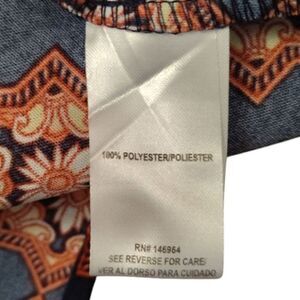 100% POLYESTER/POLIESTER
RN# 146964
SEE REVERSE FOR CARE/
VER AL DORSO PARA CUIDADO